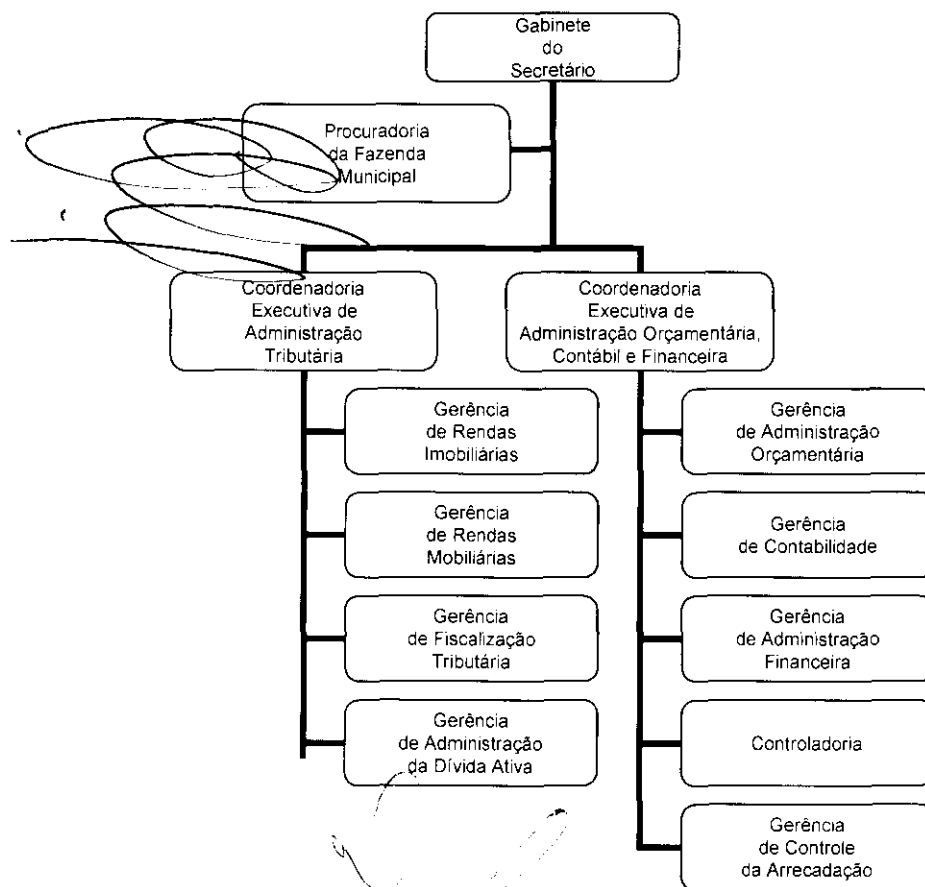 Gabinete
do
Secretário
Procuradoria
da Fazenda
Municipal
Coordenadoria
Executiva de
Administração
Tributária
Coordenadoria
Executiva de
Administração Orçamentária,
Contábil e Financeira
Gerência
de Rendas
Imobiliárias
Gerência
de Rendas
Mobiliárias
Gerência
de Fiscalização
Tributária
Gerência
de Administração
da Dívida Ativa
Gerência
de Administração
Orçamentária
Gerência
de Contabilidade
Gerência
de Administração
Financeira
Controladoria
Gerência
de Controle
da Arrecadação